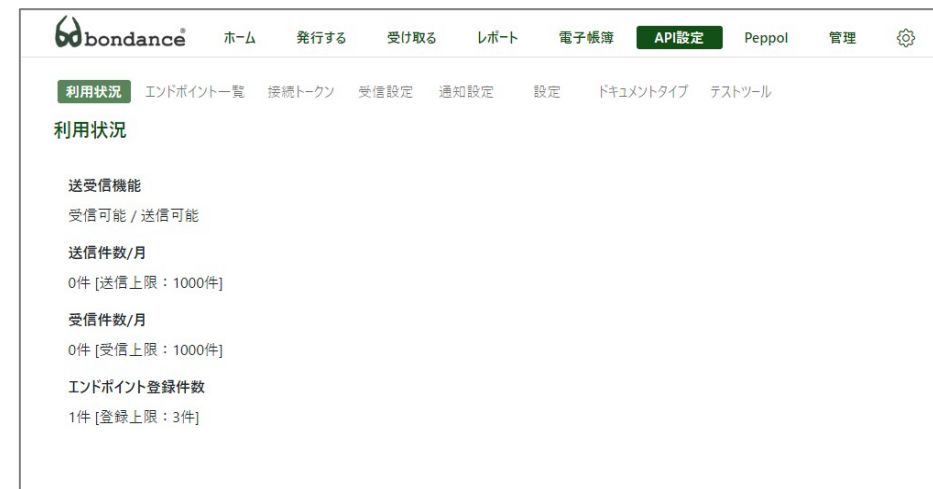 bondance ホーム 発行する 受け取る レポート 電子帳簿 API設定 Peppol 管理
利用状況 エンドポイント一覧 接続トークン 受信設定 通知設定 設定 ドキュメントタイプ テストツール
利用状況
送受信機能
受信可能 / 送信可能
送信件数/月
0件 [送信上限：1000件]
受信件数/月
0件 [受信上限：1000件]
エンドポイント登録件数
1件 [登録上限：3件]